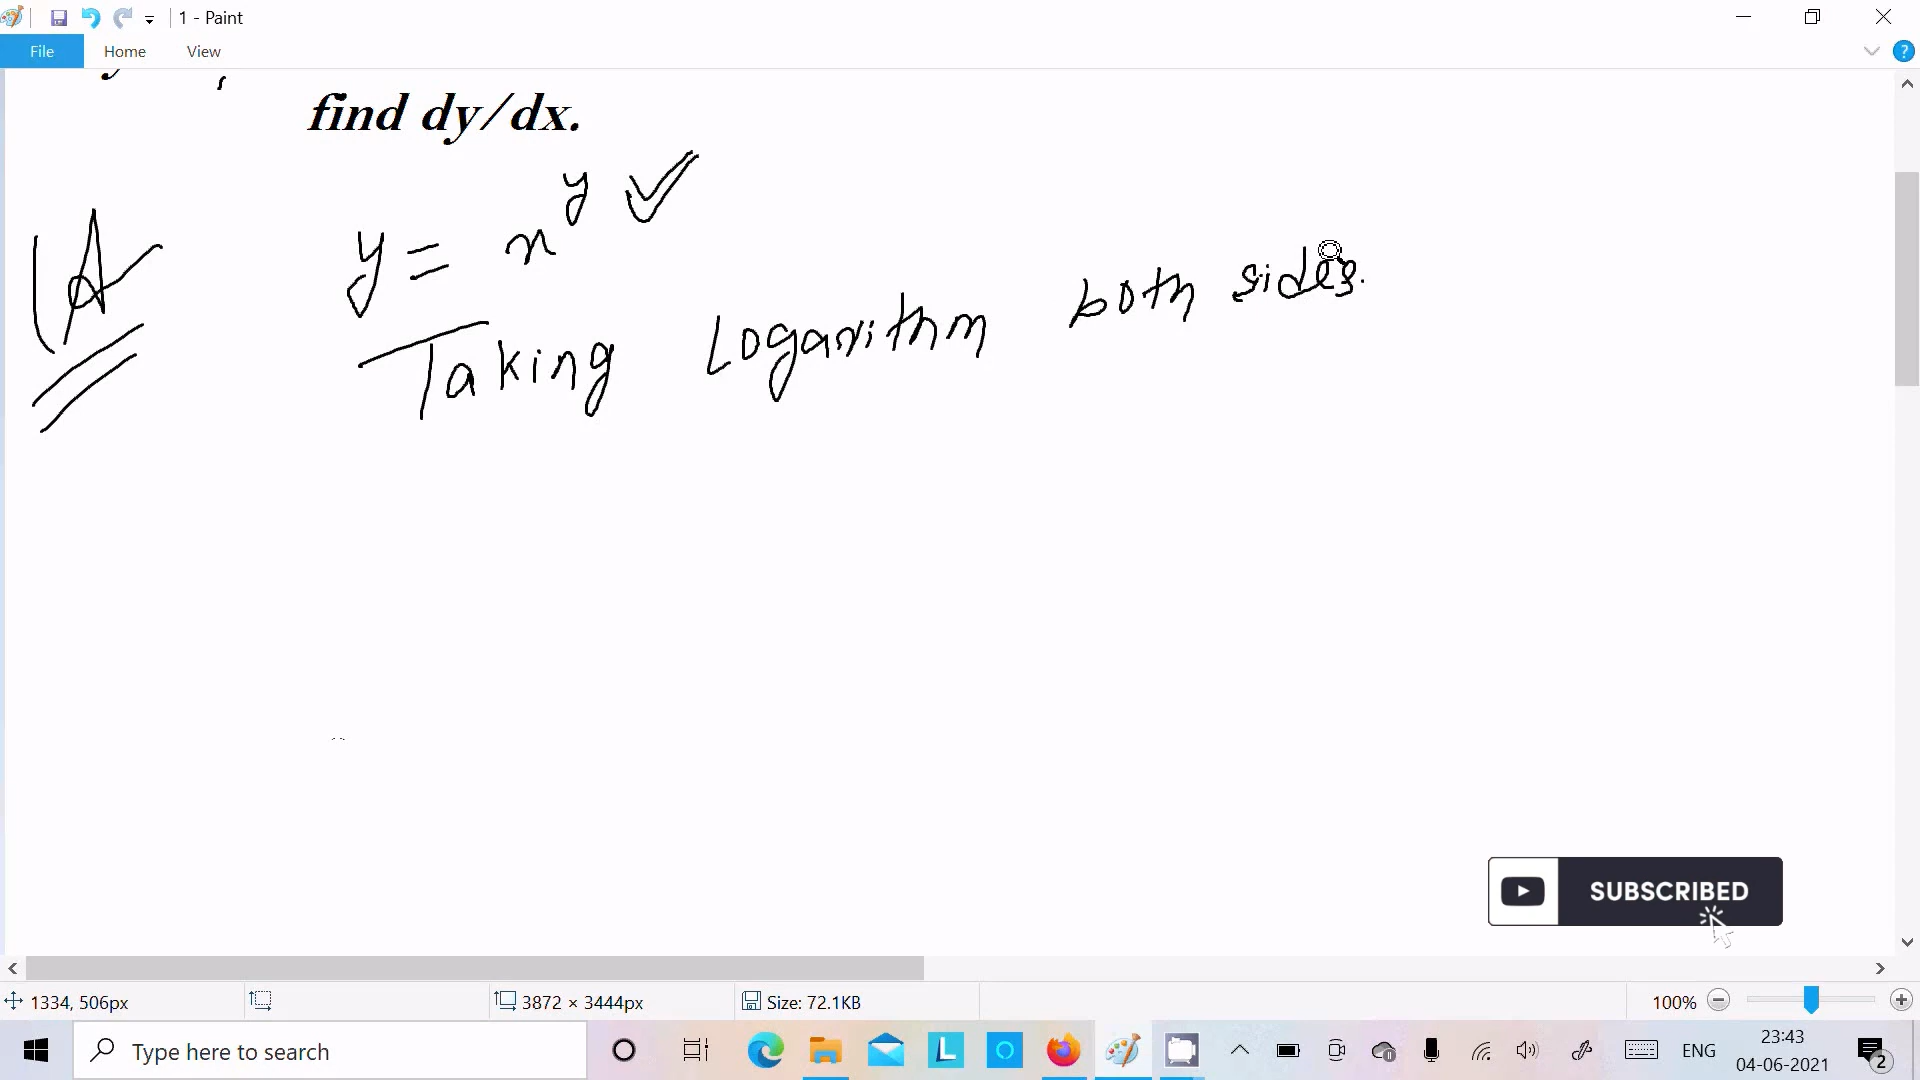 1 - Paint
File Home View
find dy/dx.
(A
y = x^y
Taking Logarithm both sides.
SUBSCRIBED
1334, 506px
3872 × 3444px
Size: 72.1KB
100%
Type here to search
L
ENG
23:43
04-06-2021
2